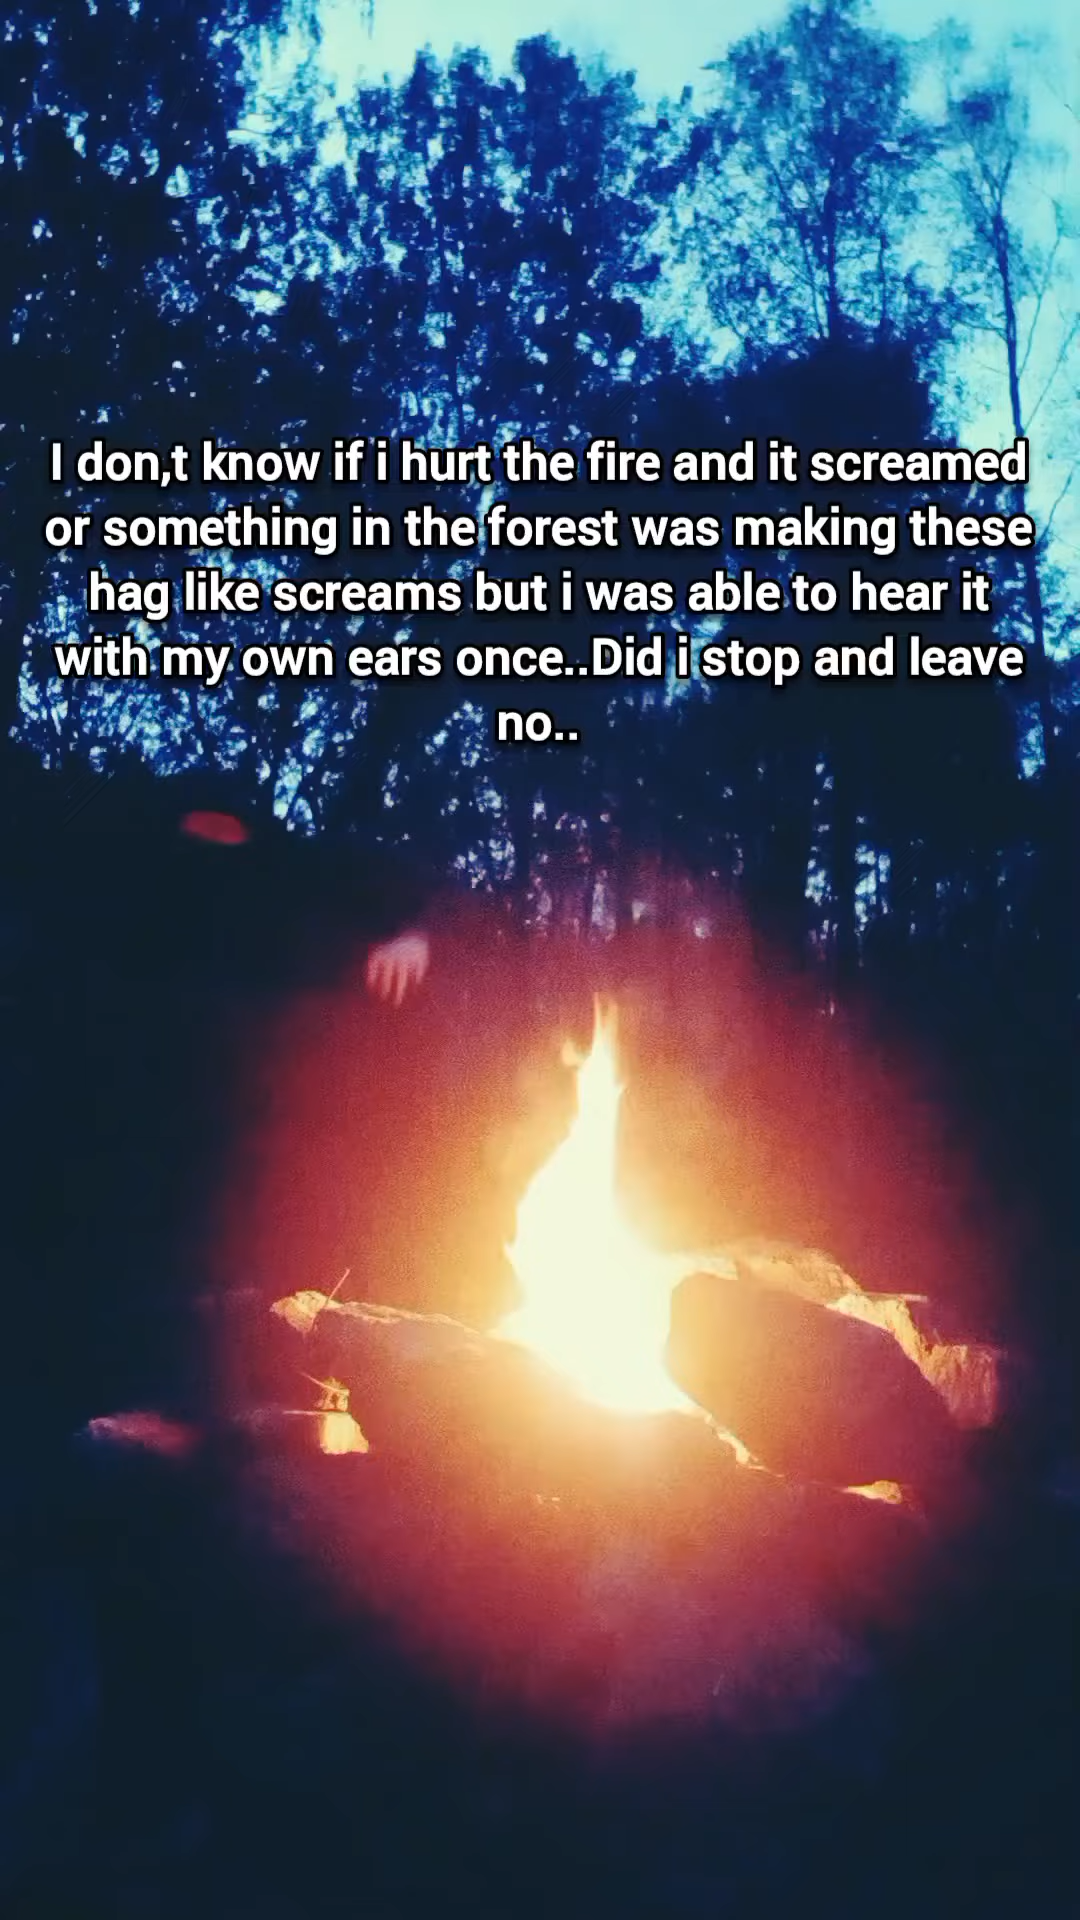 I don,t know if i hurt the fire and it screamed
or something in the forest was making these
hag like screams but i was able to hear it
with my own ears once..Did i stop and leave
no..